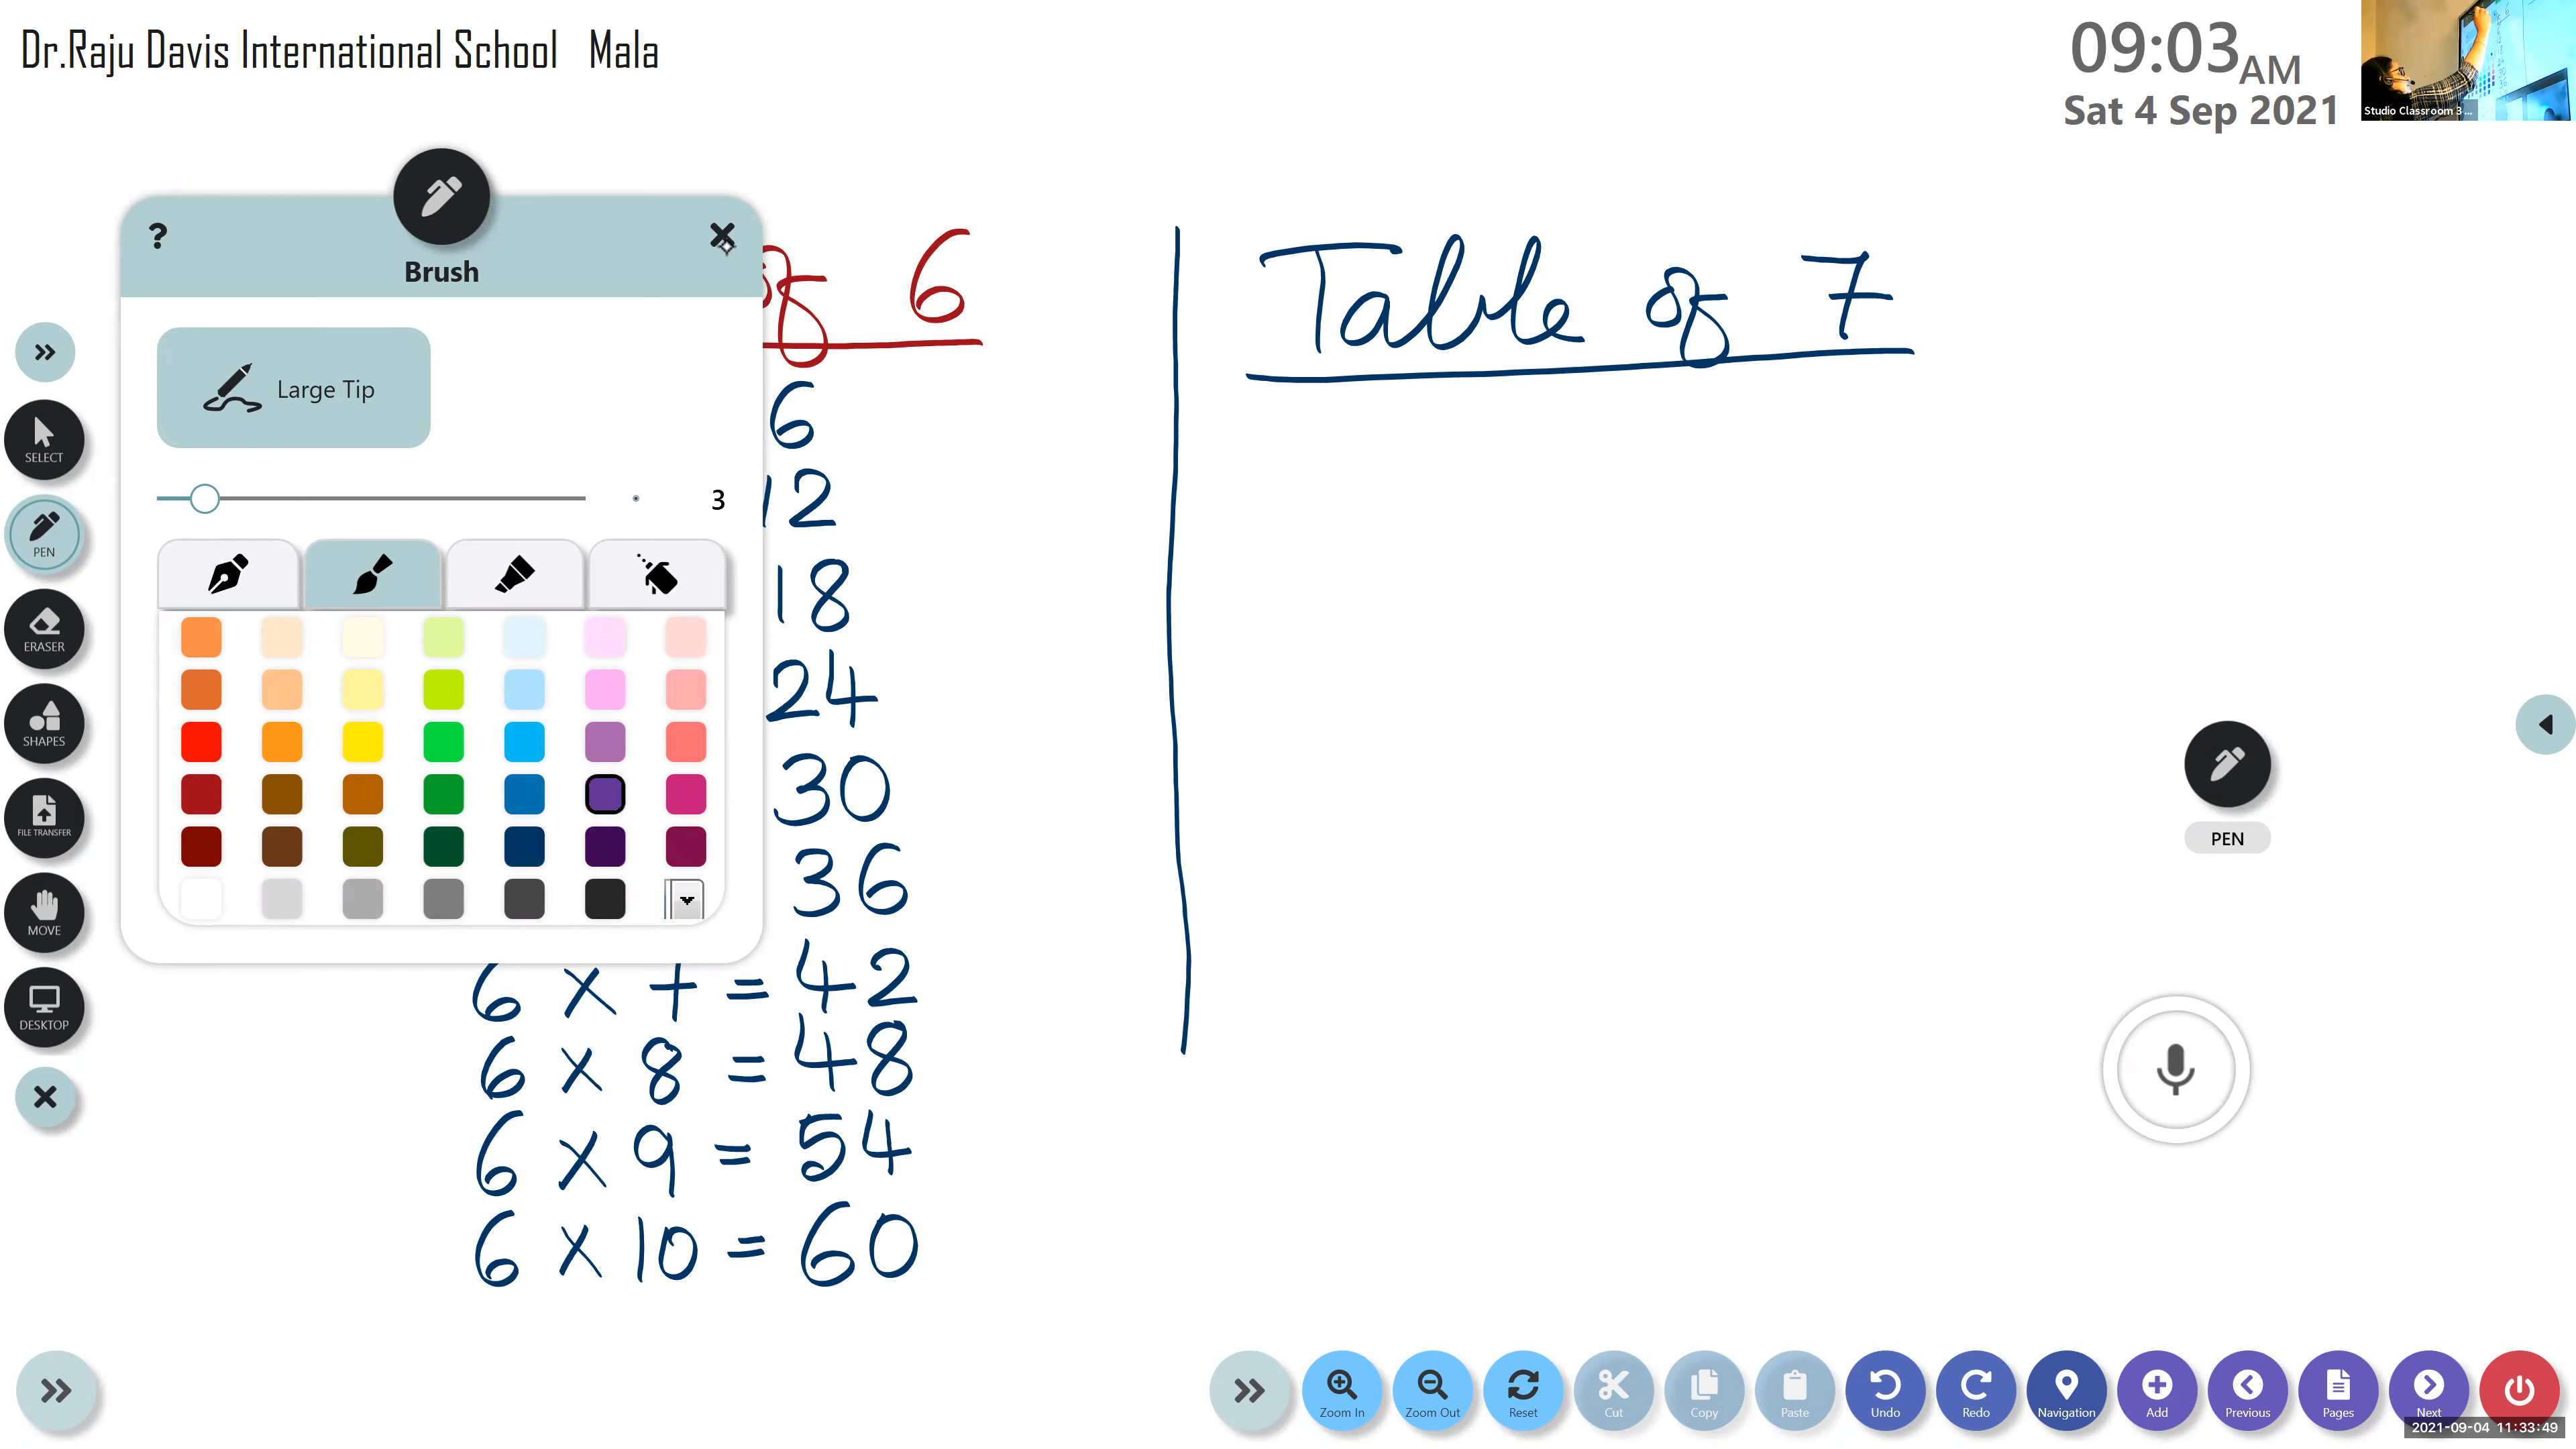 Dr.Raju Davis International School Mala
09:03 AM
Sat 4 Sep 2021
Studio Classroom 3 ...
?
Brush
Large Tip
3
SELECT
PEN
ERASER
SHAPES
FILE TRANSFER
MOVE
DESKTOP
of 6
6
12
18
24
30
36
6 × 7 = 42
6 × 8 = 48
6 × 9 = 54
6 × 10 = 60
Table of 7
PEN
Zoom In
Zoom Out
Reset
Cut
Copy
Paste
Undo
Redo
Navigation
Add
Previous
Pages
Next
2021-09-04 11:33:49